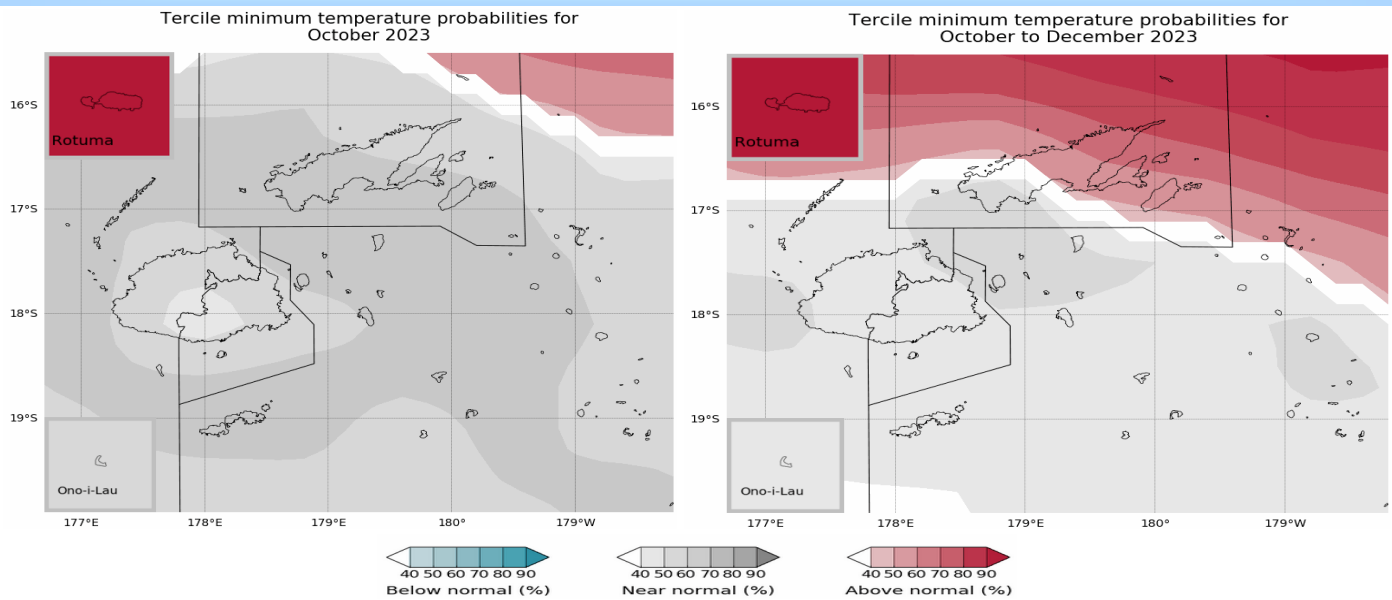 Tercile minimum temperature probabilities for
October 2023
Rotuma
16°S
17°S
18°S
19°S
Ono-i-Lau
177°E 178°E 179°E 180° 179°W
Tercile minimum temperature probabilities for
October to December 2023
Rotuma
16°S
17°S
18°S
19°S
Ono-i-Lau
177°E 178°E 179°E 180° 179°W
40 50 60 70 80 90
Below normal (%)
40 50 60 70 80 90
Near normal (%)
40 50 60 70 80 90
Above normal (%)